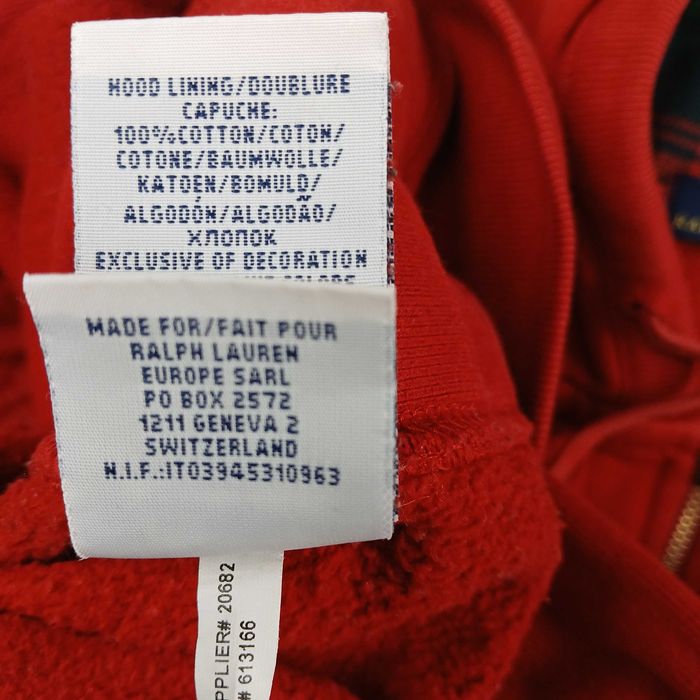 HOOD LINING/DOUBLURE
CAPUCHE:
100%COTTON/COTON/
COTONE/BAUMWOLLE/
KATOEN/BOMULD/
ALGODÓN/ALGODÃO/
ХЛОПОК
EXCLUSIVE OF DECORATION
MADE FOR/FAIT POUR
RALPH LAUREN
EUROPE SARL
PO BOX 2572
1211 GENEVA 2
SWITZERLAND
N.I.F.:IT03945310963
PPLIER# 20682
# 613166